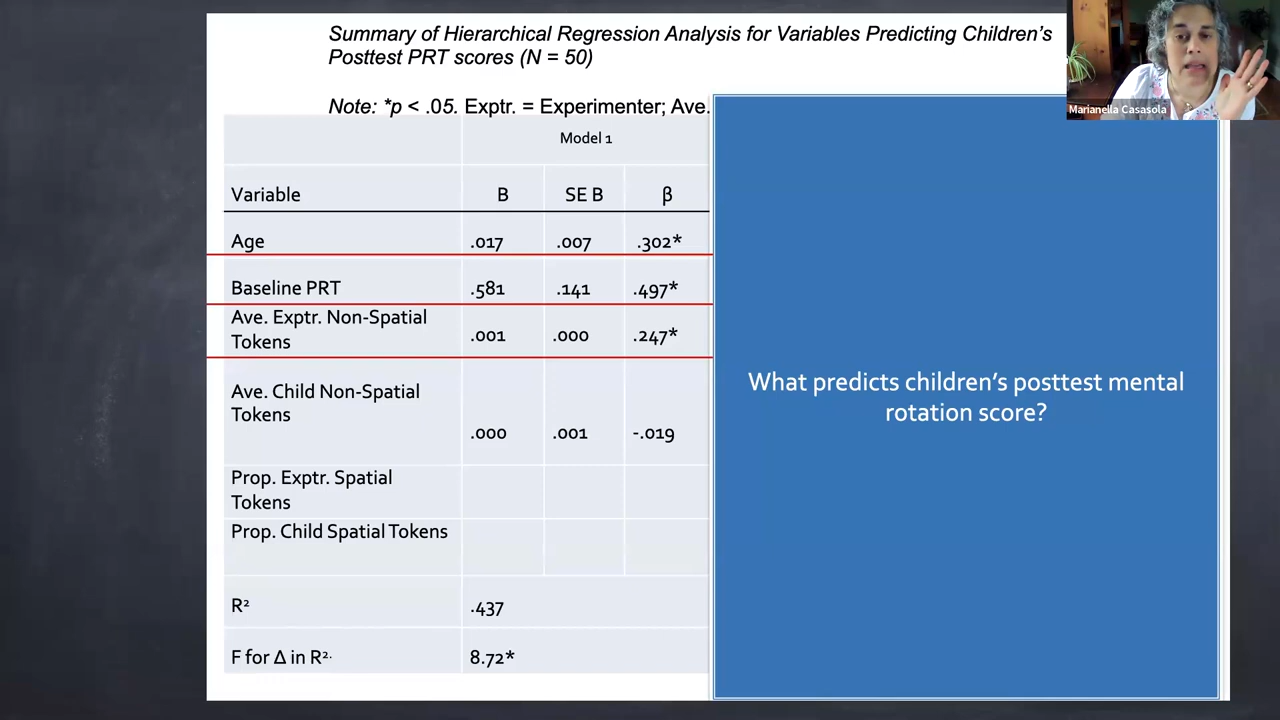 Summary of Hierarchical Regression Analysis for Variables Predicting Children's
Posttest PRT scores (N = 50)
Note: *p < .05. Exptr. = Experimenter; Ave.
Marianella Casasola
Model 1
Variable B SE B β
Age .017 .007 .302*
Baseline PRT .581 .141 .497*
Ave. Exptr. Non-Spatial
Tokens .001 .000 .247*
Ave. Child Non-Spatial
Tokens
.000 .001 -.019
Prop. Exptr. Spatial
Tokens
Prop. Child Spatial Tokens
R² .437
F for Δ in R². 8.72*
What predicts children's posttest mental
rotation score?